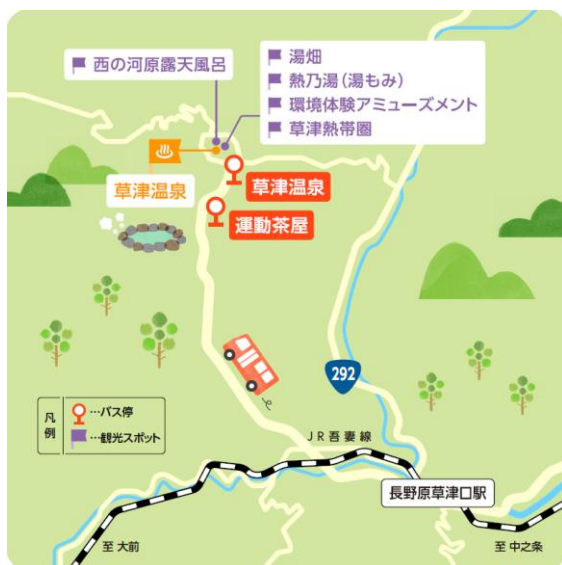 西の河原露天風呂
湯畑
熱乃湯(湯もみ)
環境体験アミューズメント
草津熱帯圏
草津温泉
草津温泉
運動茶屋
292
凡例
…バス停
…観光スポット
JR吾妻線
長野原草津口駅
至 大前
至 中之条